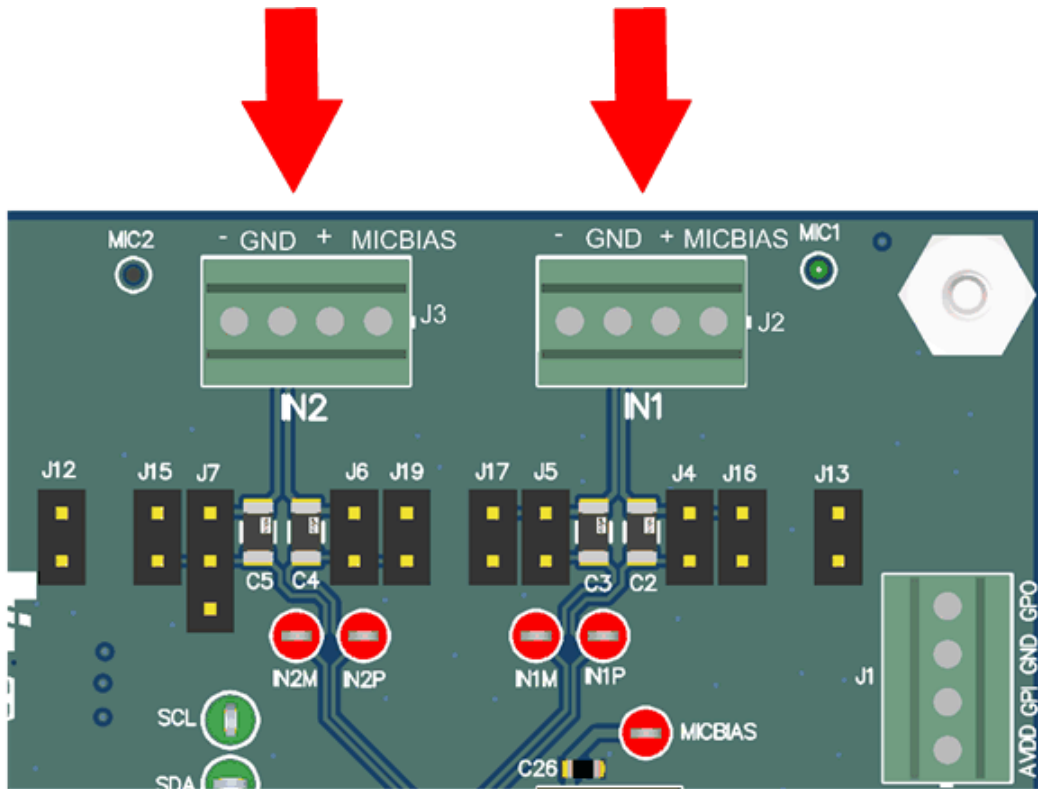 MIC2
- GND + MICBIAS
- GND + MICBIAS
MIC1
J3
J2
IN2
IN1
J12
J15
J7
J6
J19
J17
J5
J4
J16
J13
C5
C4
C3
C2
IN2M
IN2P
IN1M
IN1P
J1
AVDD GPI GND GPO
SCL
MICBIAS
C26
SDA